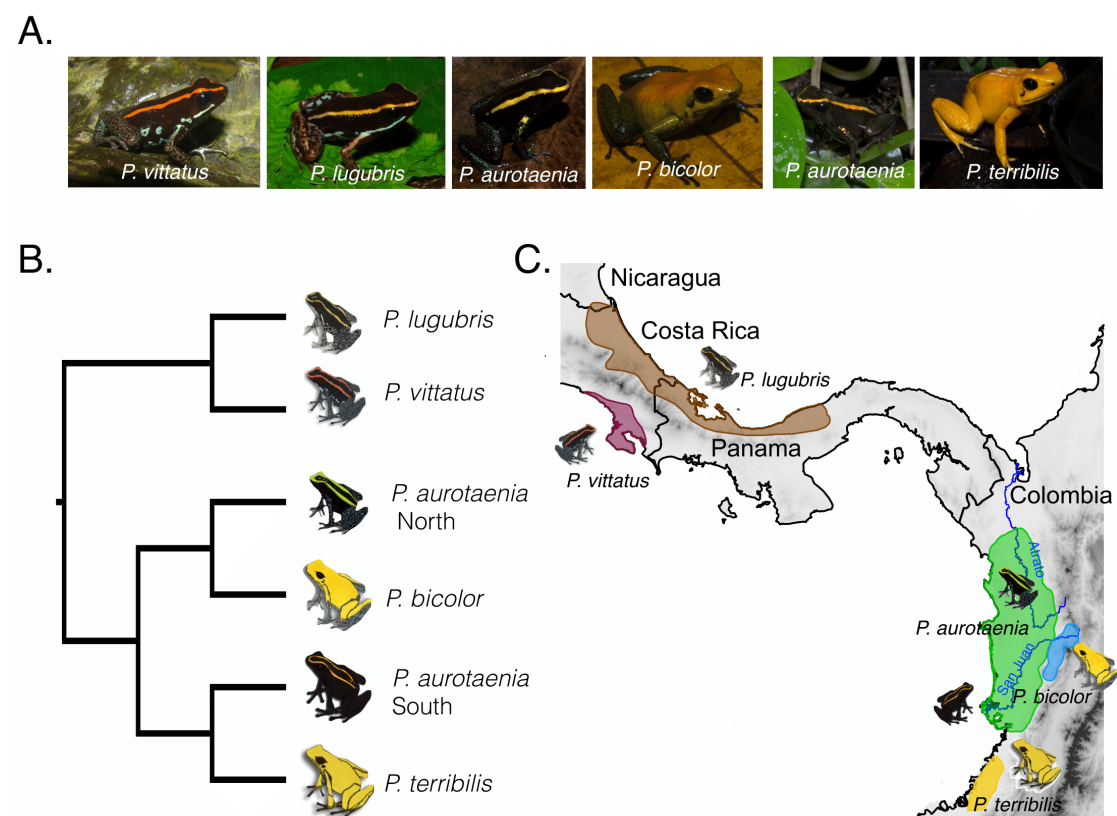 A.
P. vittatus
P. lugubris
P. aurotaenia
P. bicolor
P. aurotaenia
P. terribilis
B.
P. lugubris
P. vittatus
P. aurotaenia
North
P. bicolor
P. aurotaenia
South
P. terribilis
C.
Nicaragua
Costa Rica
P. lugubris
Panama
P. vittatus
Colombia
Atrato
P. aurotaenia
San Juan
P. bicolor
P. terribilis